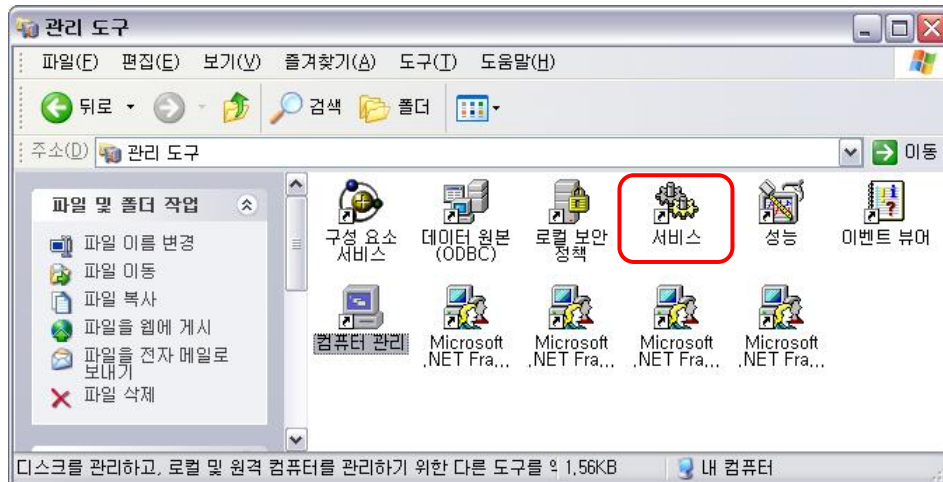 관리 도구
파일(F) 편집(E) 보기(V) 즐겨찾기(A) 도구(T) 도움말(H)
뒤로 검색 폴더
주소(D) 관리 도구 이동
파일 및 폴더 작업
파일 이름 변경
파일 이동
파일 복사
파일을 웹에 게시
파일을 전자 메일로
보내기
파일 삭제
구성 요소
서비스
데이터 원본
(ODBC)
로컬 보안
정책
서비스
성능
이벤트 뷰어
컴퓨터 관리
Microsoft
.NET Fra...
Microsoft
.NET Fra...
Microsoft
.NET Fra...
Microsoft
.NET Fra...
디스크를 관리하고, 로컬 및 원격 컴퓨터를 관리하기 위한 다른 도구를 1,56KB 내 컴퓨터